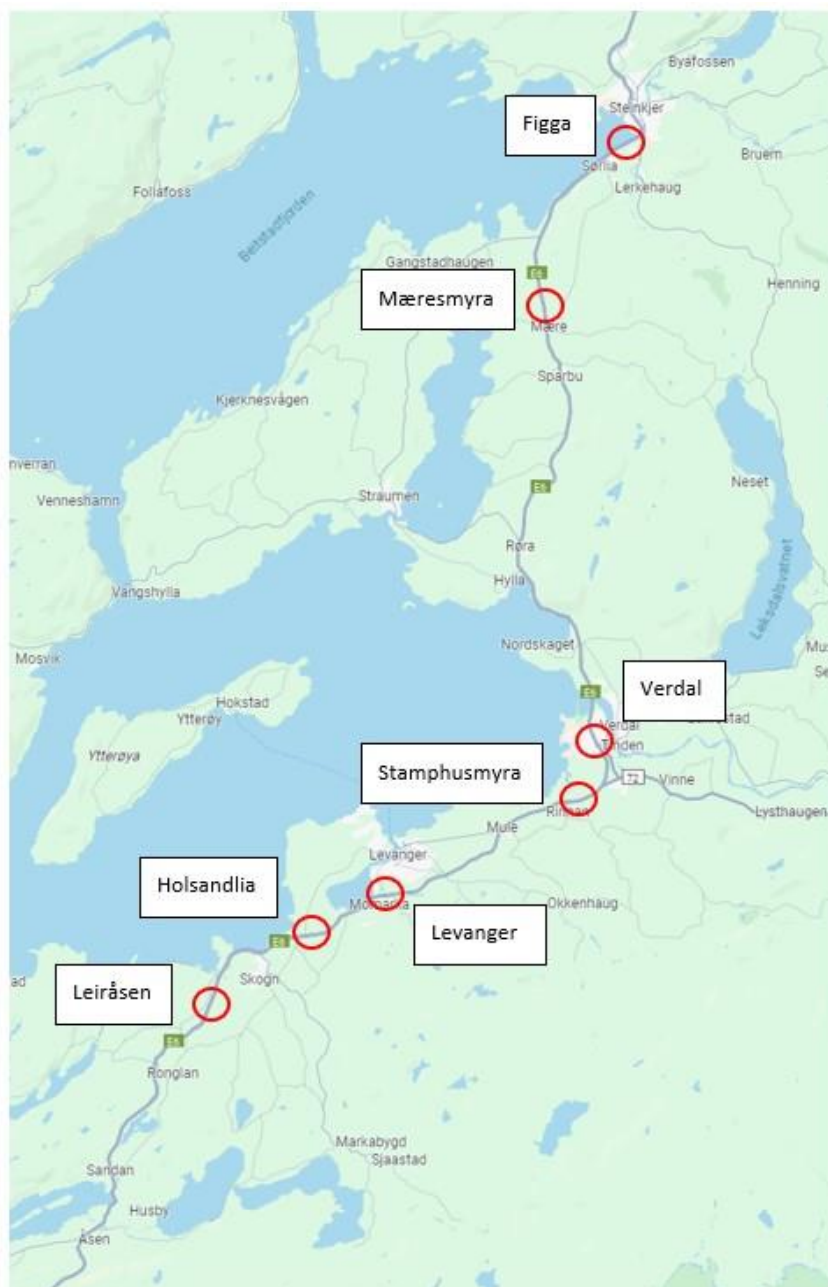 Byafossen
Steinkjer
Figga
Sørlia
Bruem
Follafoss
Lerkehaug
Beitstadfjorden
Gangstadhaugen
E6
Henning
Mæresmyra
Mære
Sparbu
Kjerknesvågen
nverran
Venneshamn
Straumen
E6
Neset
Røra
Hylla
Vangshylla
Leksdalsvatnet
Nordskaget
Mosvik
Hokstad
Ytterøy
E6
Verdal
Verdal
Ytterøya
Stamphusmyra
Tinden
72
Vinne
Lysthaugen
Mule
Levanger
Holsandlia
Okkenhaug
Levanger
E6
Skogn
Leiråsen
E6
Ronglan
Markabygd
Sjaastad
Sandan
Husby
Åsen